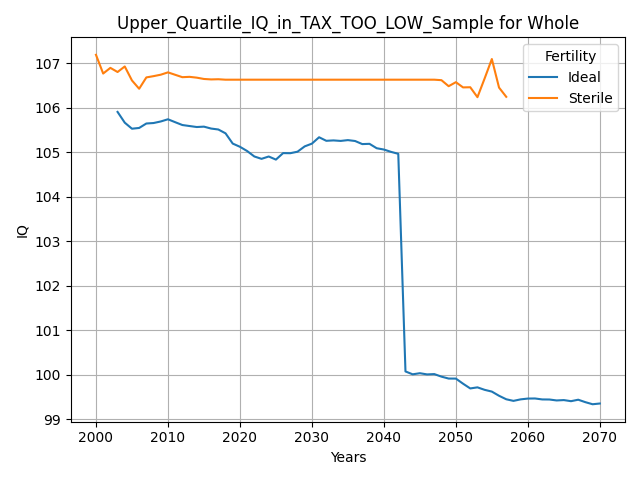 Upper_Quartile_IQ_in_TAX_TOO_LOW_Sample for Whole
Fertility
Ideal
Sterile
IQ
107
106
105
104
103
102
101
100
99
2000
2010
2020
2030
2040
2050
2060
2070
Years